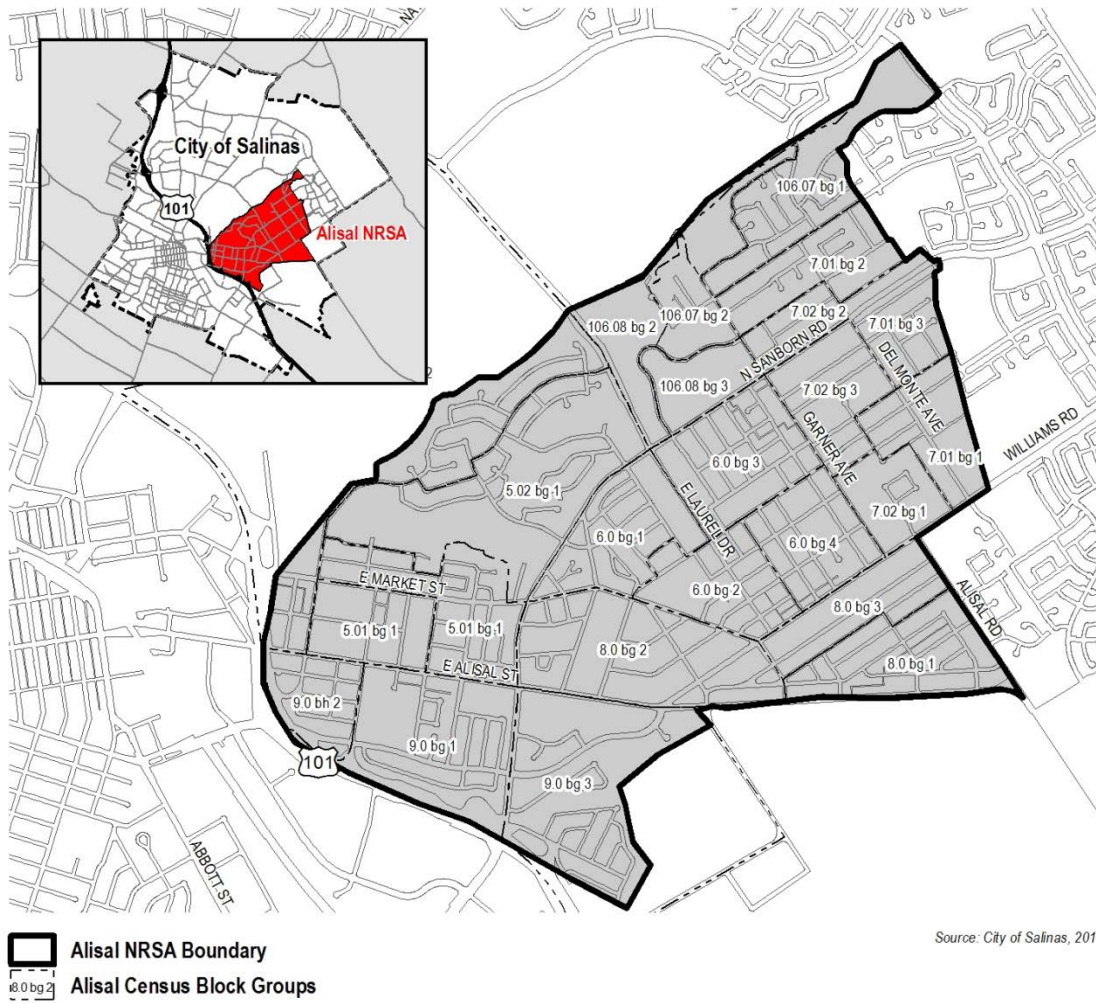 NA
City of Salinas
101
Alisal NRSA
106.07 bg 1
7.01 bg 2
106.07 bg 2
106.08 bg 2
7.02 bg 2
7.01 bg 3
N SANBORN RD
DEL MONTE AVE
106.08 bg 3
7.02 bg 3
GARNER AVE
WILLIAMS RD
6.0 bg 3
7.01 bg 1
5.02 bg 1
E LAUREL DR
7.02 bg 1
6.0 bg 1
6.0 bg 4
E MARKET ST
6.0 bg 2
ALISAL RD
8.0 bg 3
5.01 bg 1
5.01 bg 1
8.0 bg 2
8.0 bg 1
E ALISAL ST
9.0 bh 2
9.0 bg 1
101
9.0 bg 3
ABBOTT ST
Alisal NRSA Boundary
Source: City of Salinas, 201
8.0 bg 2
Alisal Census Block Groups